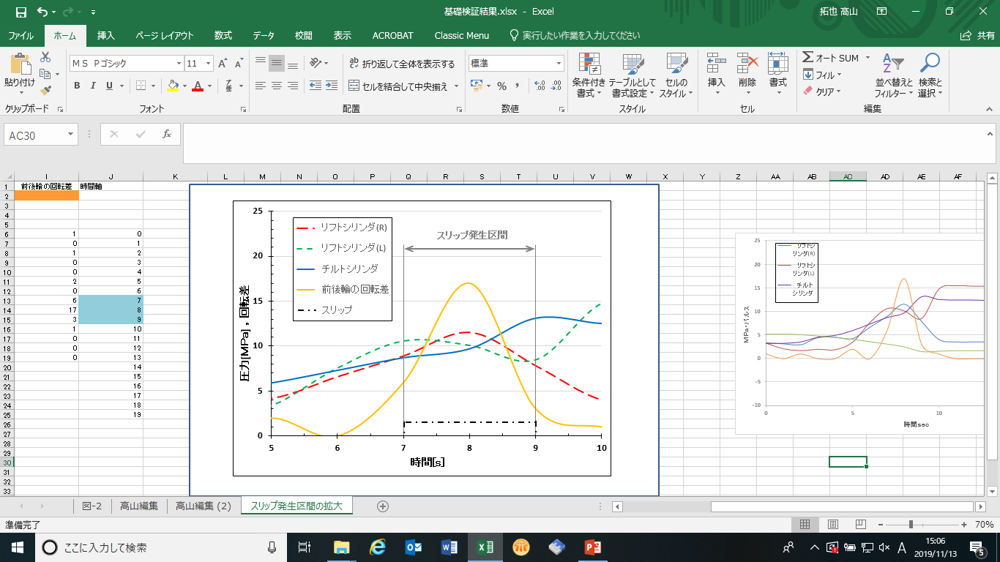 基礎検証結果.xlsx - Excel
拓也 高山
ファイル ホーム 挿入 ページ レイアウト 数式 データ 校閲 表示 ACROBAT Classic Menu 実行したい作業を入力してください 共有
貼り付け
クリップボード
ＭＳ Ｐゴシック 11
B I U
フォント
折り返して全体を表示する
セルを結合して中央揃え
配置
標準
数値
条件付き書式
テーブルとして書式設定
セルのスタイル
スタイル
挿入 削除 書式
セル
オート SUM
フィル
クリア
並べ替えとフィルター
検索と選択
編集
AC30
fx
I J K L M N O P Q R S T U V W X Y Z AA AB AC AD AE AF
1 前後輪の回転差 時間軸
2
3
4
5
6 1 0
7 0 1
8 1 2
9 0 3
10 0 4
11 2 5
12 0 6
13 6 7
14 17 8
15 3 9
16 1 10
17 0 11
18 0 12
19 0 13
20 14
21 15
22 16
23 17
24 18
25 19
26
27
28
29
30
31
32
33
圧力[MPa]，回転差
25
20
15
10
5
0
リフトシリンダ(R)
リフトシリンダ(L)
チルトシリンダ
前後輪の回転差
スリップ
スリップ発生区間
5 6 7 8 9 10
時間[s]
MPa・パルス
25
20
15
10
5
0
-5
-10
リフトシ
リンダ(R)
リフトシ
リンダ(L)
チルト
シリンダ
0 5 10
時間sec
図-2 高山編集 高山編集 (2) スリップ発生区間の拡大
準備完了
70%
ここに入力して検索
A
15:06
2019/11/13
5